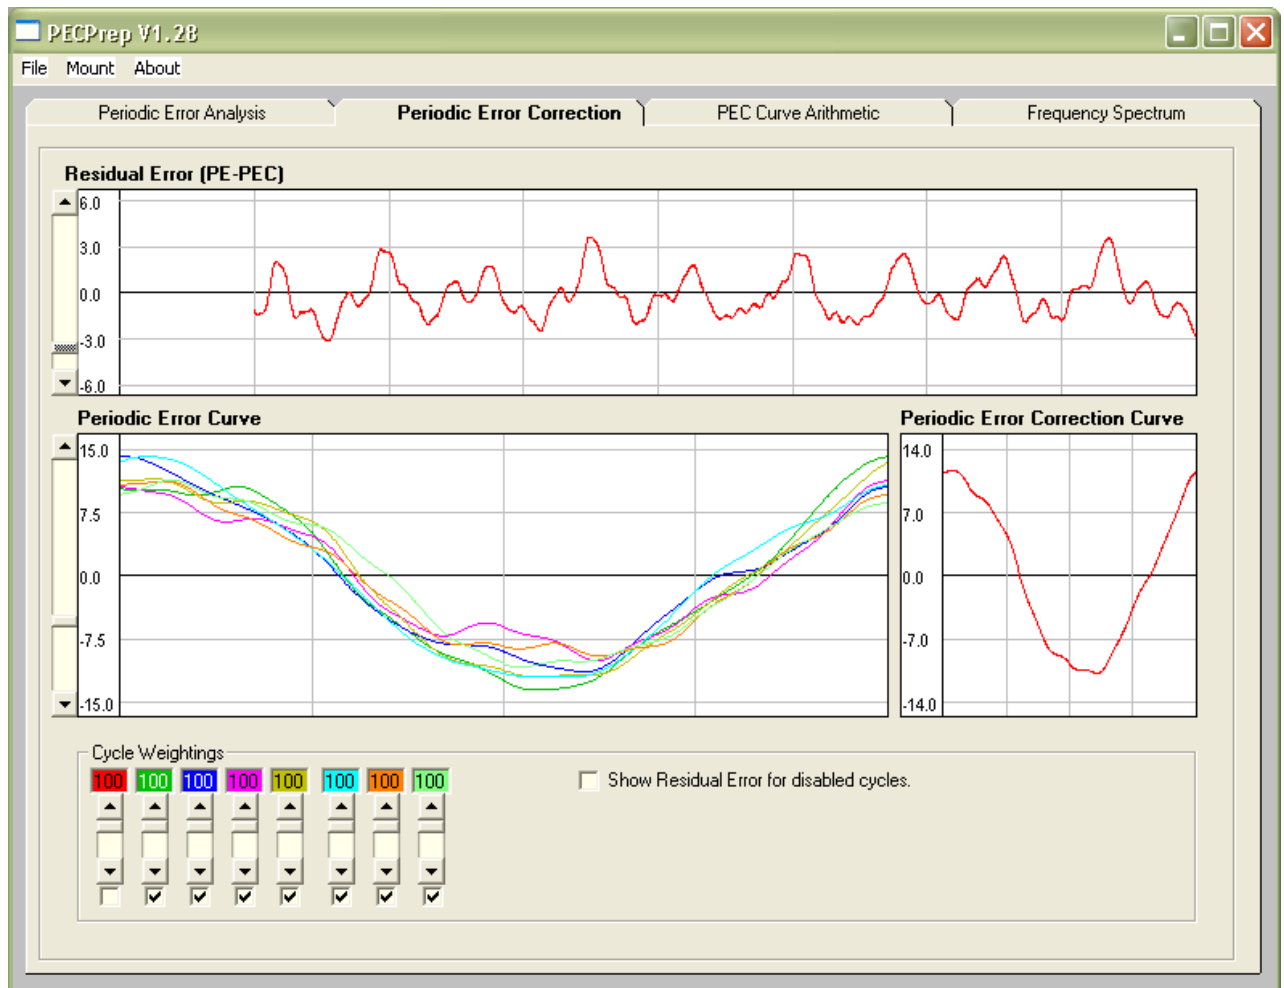 PECPrep V1.28
File Mount About
Periodic Error Analysis Periodic Error Correction PEC Curve Arithmetic Frequency Spectrum
Residual Error (PE-PEC)
6.0
3.0
0.0
-3.0
-6.0
Periodic Error Curve
15.0
7.5
0.0
-7.5
-15.0
Periodic Error Correction Curve
14.0
7.0
0.0
-7.0
-14.0
Cycle Weightings
100 100 100 100 100 100 100 100
Show Residual Error for disabled cycles.